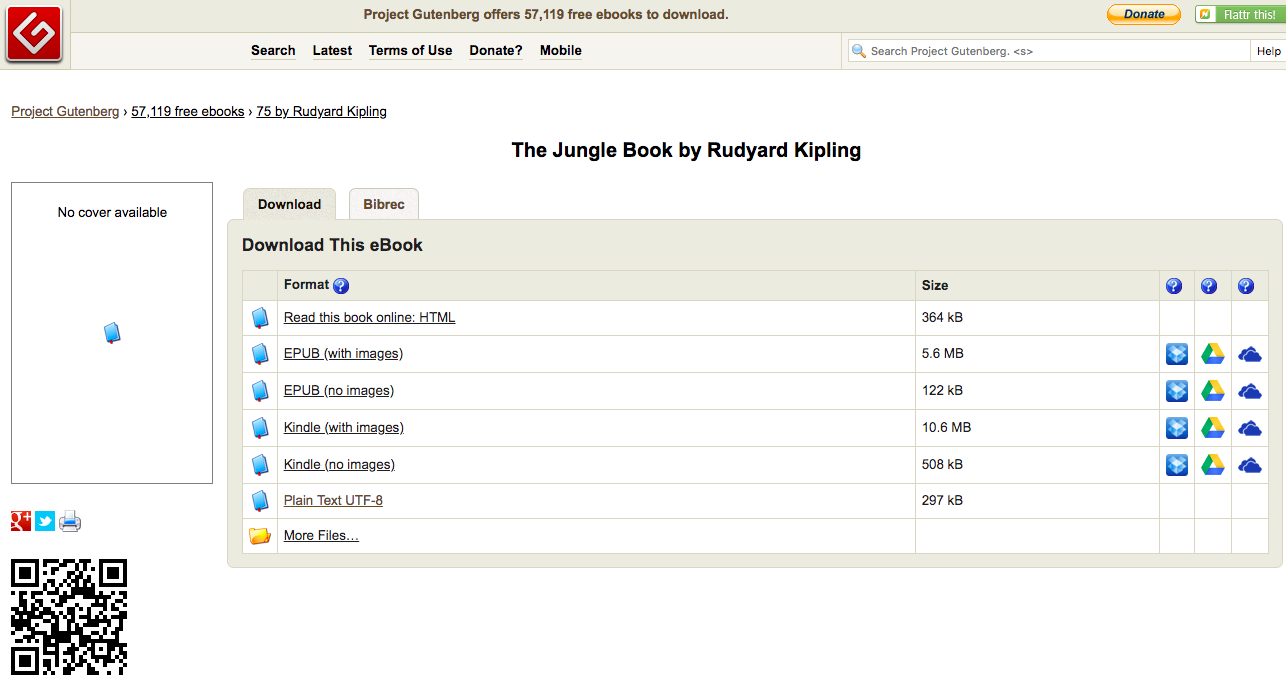 Project Gutenberg offers 57,119 free ebooks to download.
Donate
Flattr this!
Search Latest Terms of Use Donate? Mobile
Search Project Gutenberg. <s>
Help
Project Gutenberg › 57,119 free ebooks › 75 by Rudyard Kipling
The Jungle Book by Rudyard Kipling
No cover available
Download Bibrec
Download This eBook
Format ? Size ? ? ?
Read this book online: HTML 364 kB
EPUB (with images) 5.6 MB
EPUB (no images) 122 kB
Kindle (with images) 10.6 MB
Kindle (no images) 508 kB
Plain Text UTF-8 297 kB
More Files…